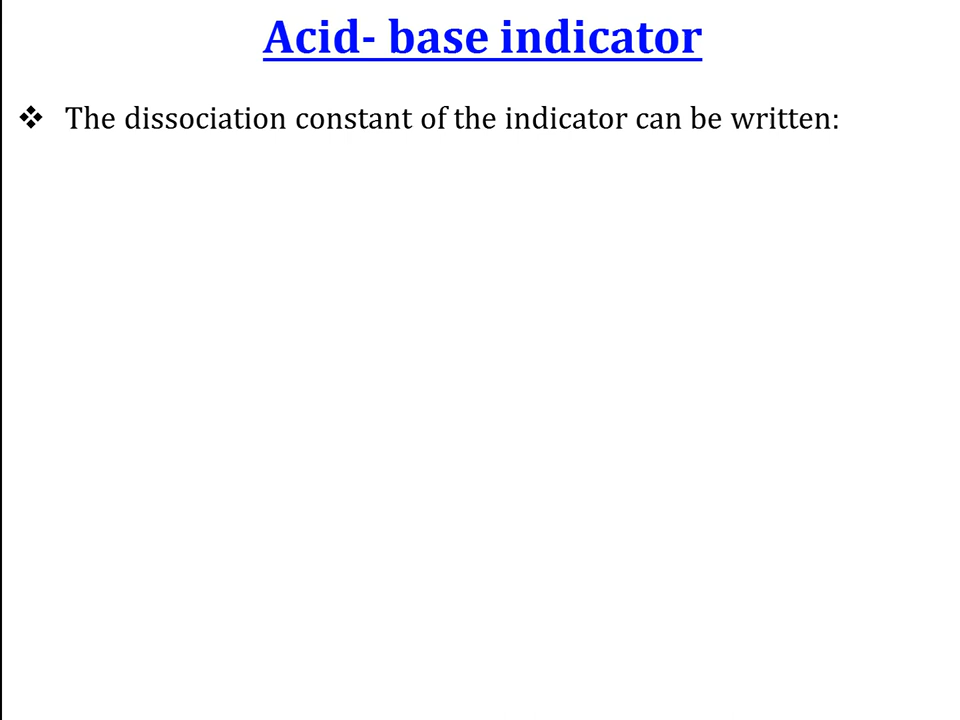 Acid- base indicator
❖ The dissociation constant of the indicator can be written: